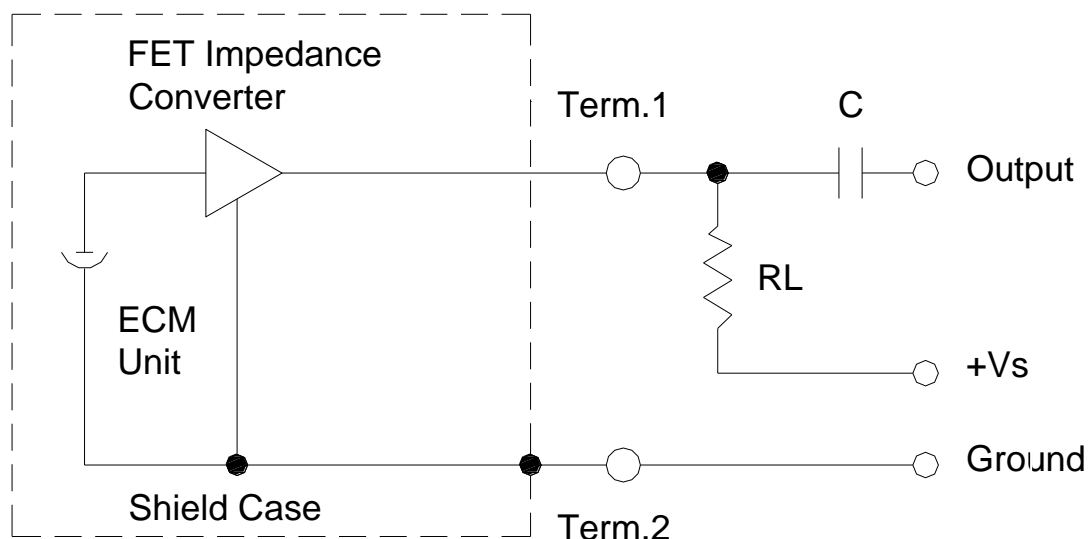 FET Impedance
Converter
Term.1
C
Output
RL
ECM
Unit
+Vs
Ground
Shield Case
Term.2